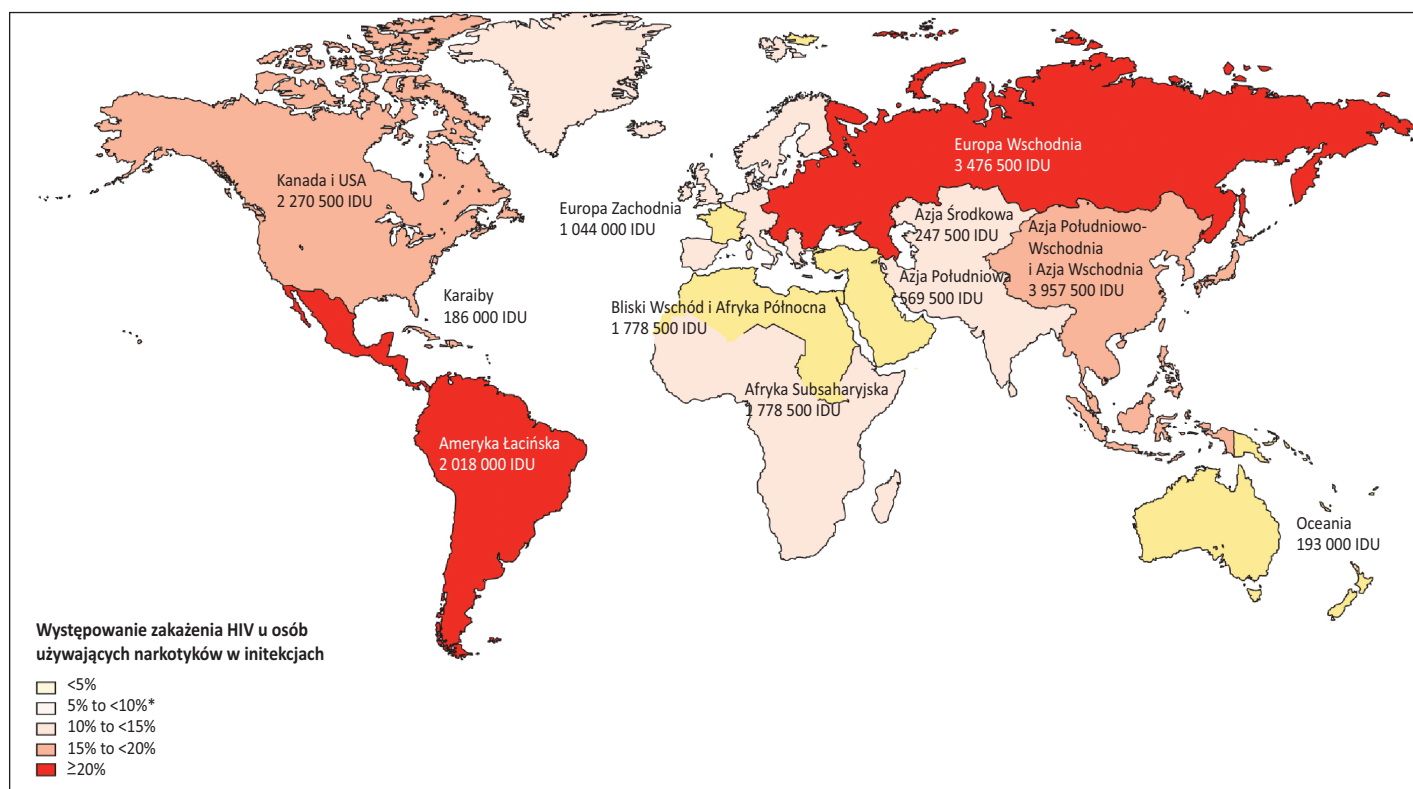 Kanada i USA
2 270 500 IDU
Karaiby
186 000 IDU
Ameryka Łacińska
2 018 000 IDU
Europa Zachodnia
1 044 000 IDU
Europa Wschodnia
3 476 500 IDU
Azja Środkowa
247 500 IDU
Azja Południowo-
Wschodnia
i Azja Wschodnia
3 957 500 IDU
Azja Południowa
569 500 IDU
Bliski Wschód i Afryka Północna
1 778 500 IDU
Afryka Subsaharyjska
1 778 500 IDU
Oceania
193 000 IDU
Występowanie zakażenia HIV u osób
używających narkotyków w initekcjach
<5%
5% to <10%*
10% to <15%
15% to <20%
≥20%